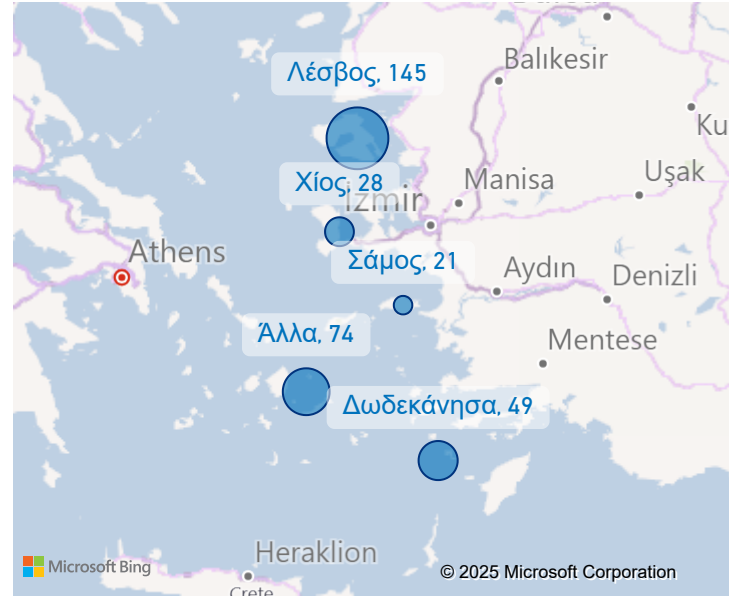 Balıkesir
Λέσβος, 145
Ku
Uşak
Manisa
Χίος, 28
İzmir
Athens
Σάμος, 21
Aydın
Denizli
Άλλα, 74
Mentese
Δωδεκάνησα, 49
Heraklion
Microsoft Bing
© 2025 Microsoft Corporation
Crete